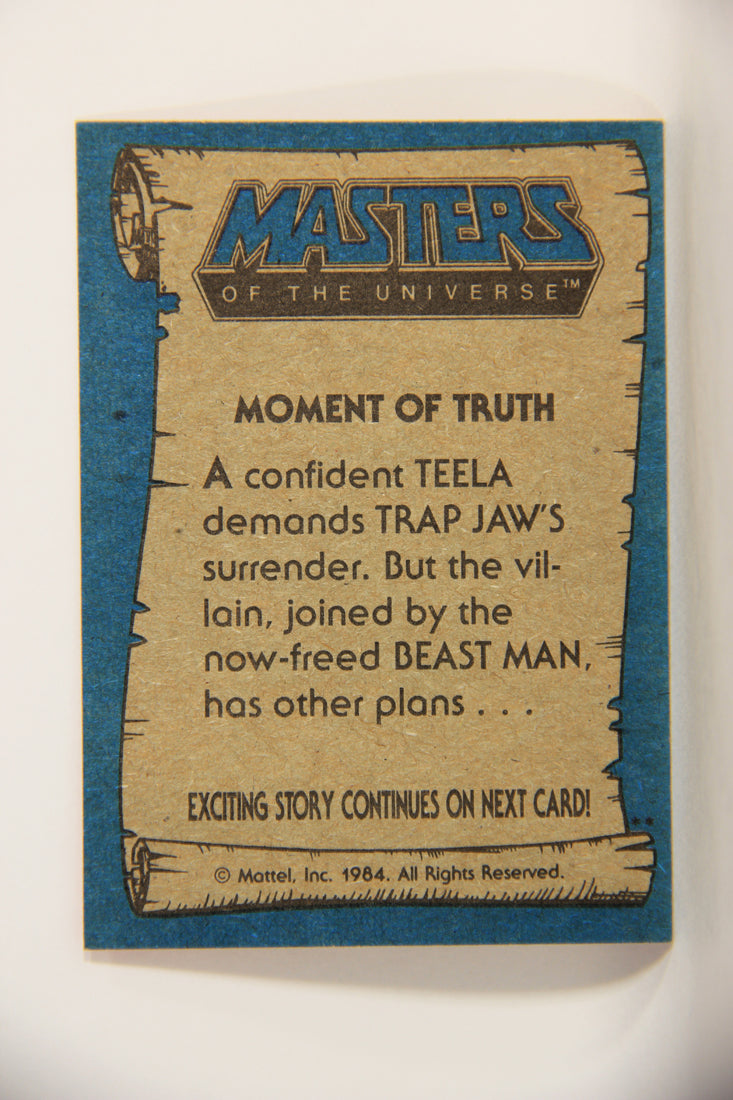 MASTERS
OF THE UNIVERSE™
MOMENT OF TRUTH
A confident TEELA
demands TRAP JAW'S
surrender. But the vil-
lain, joined by the
now-freed BEAST MAN,
has other plans . . .
EXCITING STORY CONTINUES ON NEXT CARD!
**
© Mattel, Inc. 1984. All Rights Reserved.